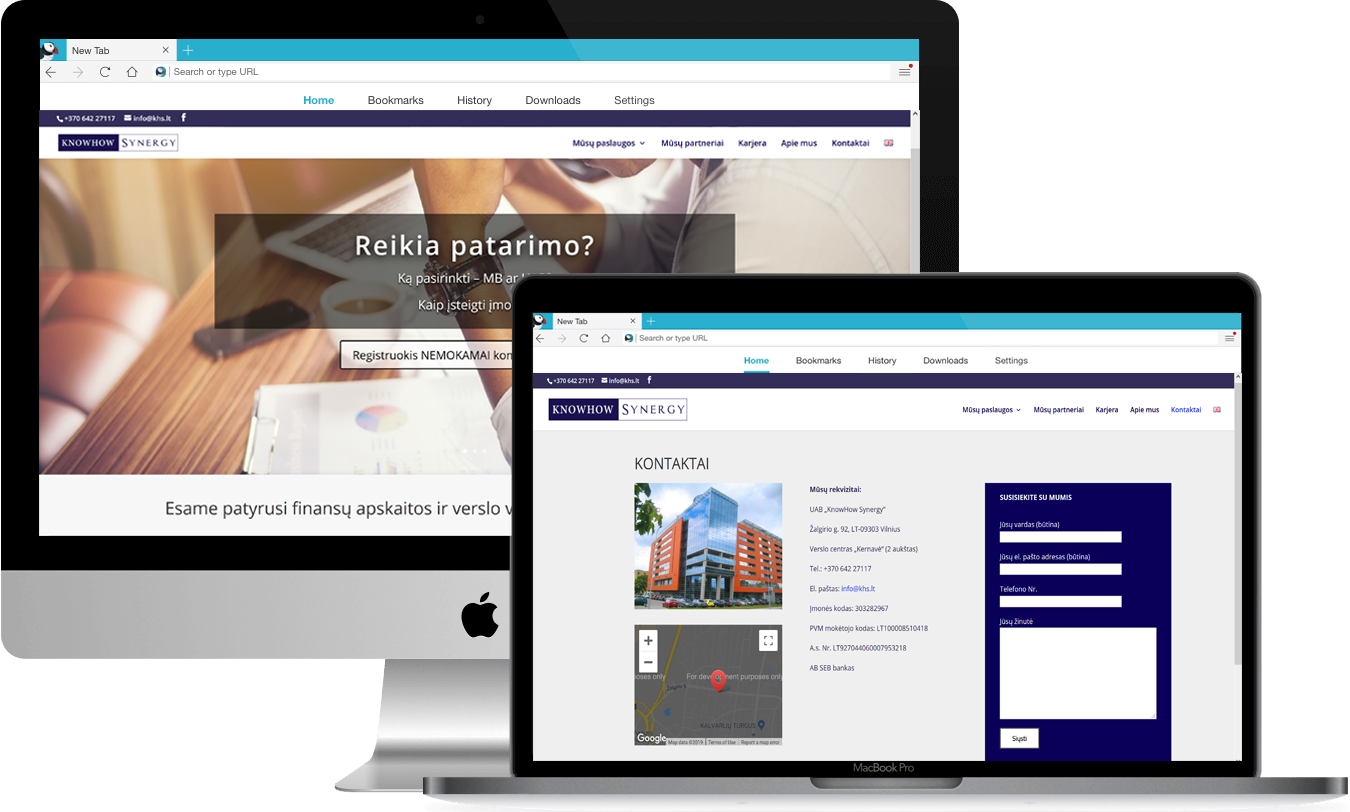 New Tab
Search or type URL
Home Bookmarks History Downloads Settings
+370 642 27117 info@khs.lt
KNOWHOW SYNERGY
Mūsų paslaugos Mūsų partneriai Karjera Apie mus Kontaktai
Reikia patarimo?
Ką pasirinkti – MB ar
Kaip įsteigti įmo
Registruokis NEMOKAMAI kon
Esame patyrusi finansų apskaitos ir verslo v
New Tab
Search or type URL
Home Bookmarks History Downloads Settings
+370 642 27117 info@khs.lt
KNOWHOW SYNERGY
Mūsų paslaugos Mūsų partneriai Karjera Apie mus Kontaktai
KONTAKTAI
Mūsų rekvizitai:
UAB „KnowHow Synergy“
Žalgirio g. 92, LT-09303 Vilnius
Verslo centras „Kernavė“ (2 aukštas)
Tel.: +370 642 27117
El. paštas: info@khs.lt
Įmonės kodas: 303282967
PVM mokėtojo kodas: LT100008510418
A.s. Nr. LT927044060007953218
AB SEB bankas
SUSISIEKITE SU MUMIS
Jūsų vardas (būtina)
Jūsų el. pašto adresas (būtina)
Telefono Nr.
Jūsų žinutė
Siųsti
poses only For development purposes only
Žalgirio g.
KALVARIJŲ TURGUS
Google Map data ©2019 Terms of Use Report a map error
MacBook Pro